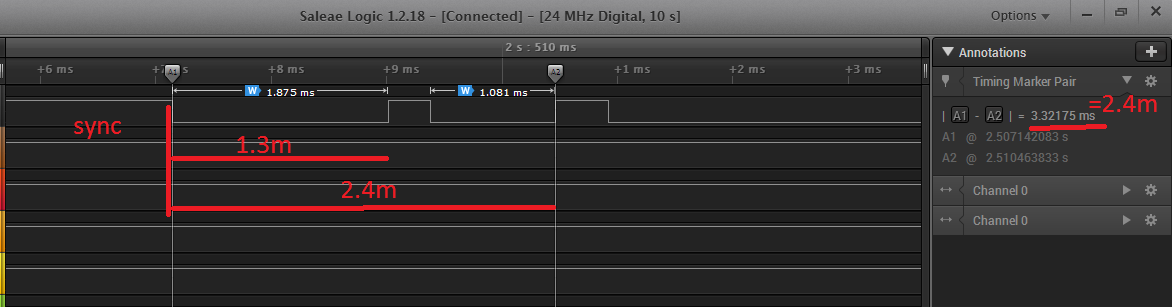 Saleae Logic 1.2.18 - [Connected] - [24 MHz Digital, 10 s]
Options
2 s : 510 ms
+6 ms
+8 ms
+9 ms
+1 ms
+2 ms
+3 ms
A1
A2
W 1.875 ms
W 1.081 ms
sync
1.3m
2.4m
Annotations
Timing Marker Pair
=2.4m
| A1 - A2 | = 3.32175 ms
A1 @ 2.507142083 s
A2 @ 2.510463833 s
Channel 0
Channel 0